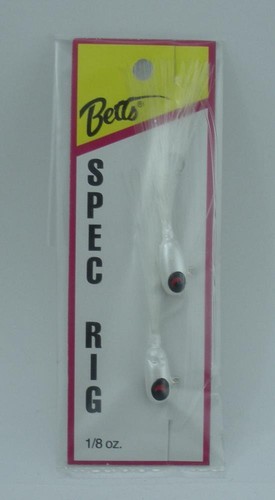 Betts®
SPEC RIG
1/8 oz.